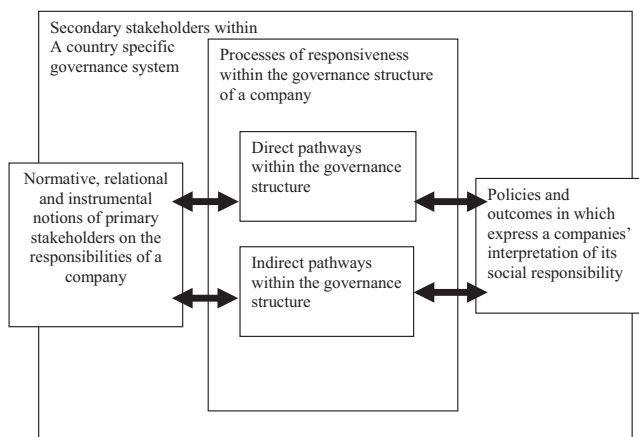 Secondary stakeholders within
A country specific
governance system
Processes of responsiveness
within the governance structure
of a company
Direct pathways
within the governance
structure
Normative, relational
and instrumental
notions of primary
stakeholders on the
responsibilities of a
company
Policies and
outcomes in which
express a companies’
interpretation of its
social responsibility
Indirect pathways
within the governance
structure